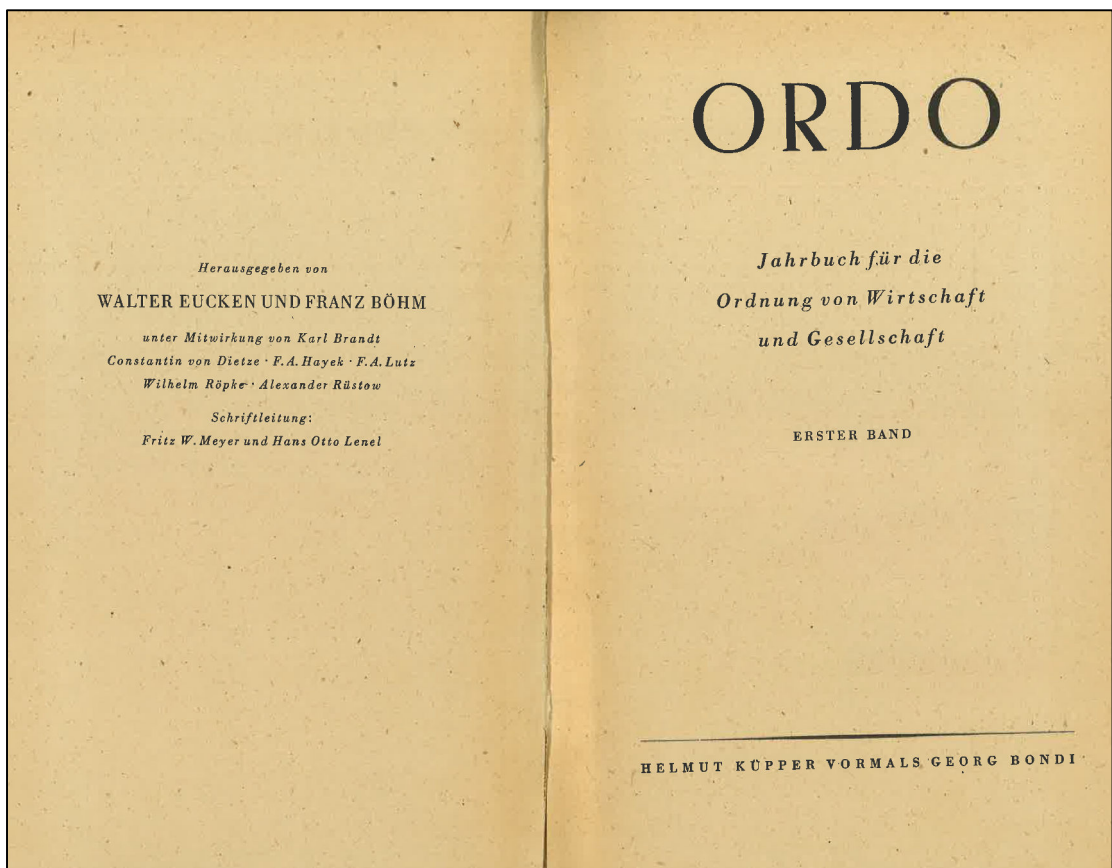 Herausgegeben von
WALTER EUCKEN UND FRANZ BÖHM
unter Mitwirkung von Karl Brandt
Constantin von Dietze · F. A. Hayek · F. A. Lutz
Wilhelm Röpke · Alexander Rüstow
Schriftleitung:
Fritz W. Meyer und Hans Otto Lenel
ORDO
Jahrbuch für die
Ordnung von Wirtschaft
und Gesellschaft
ERSTER BAND
HELMUT KÜPPER VORMALS GEORG BONDI